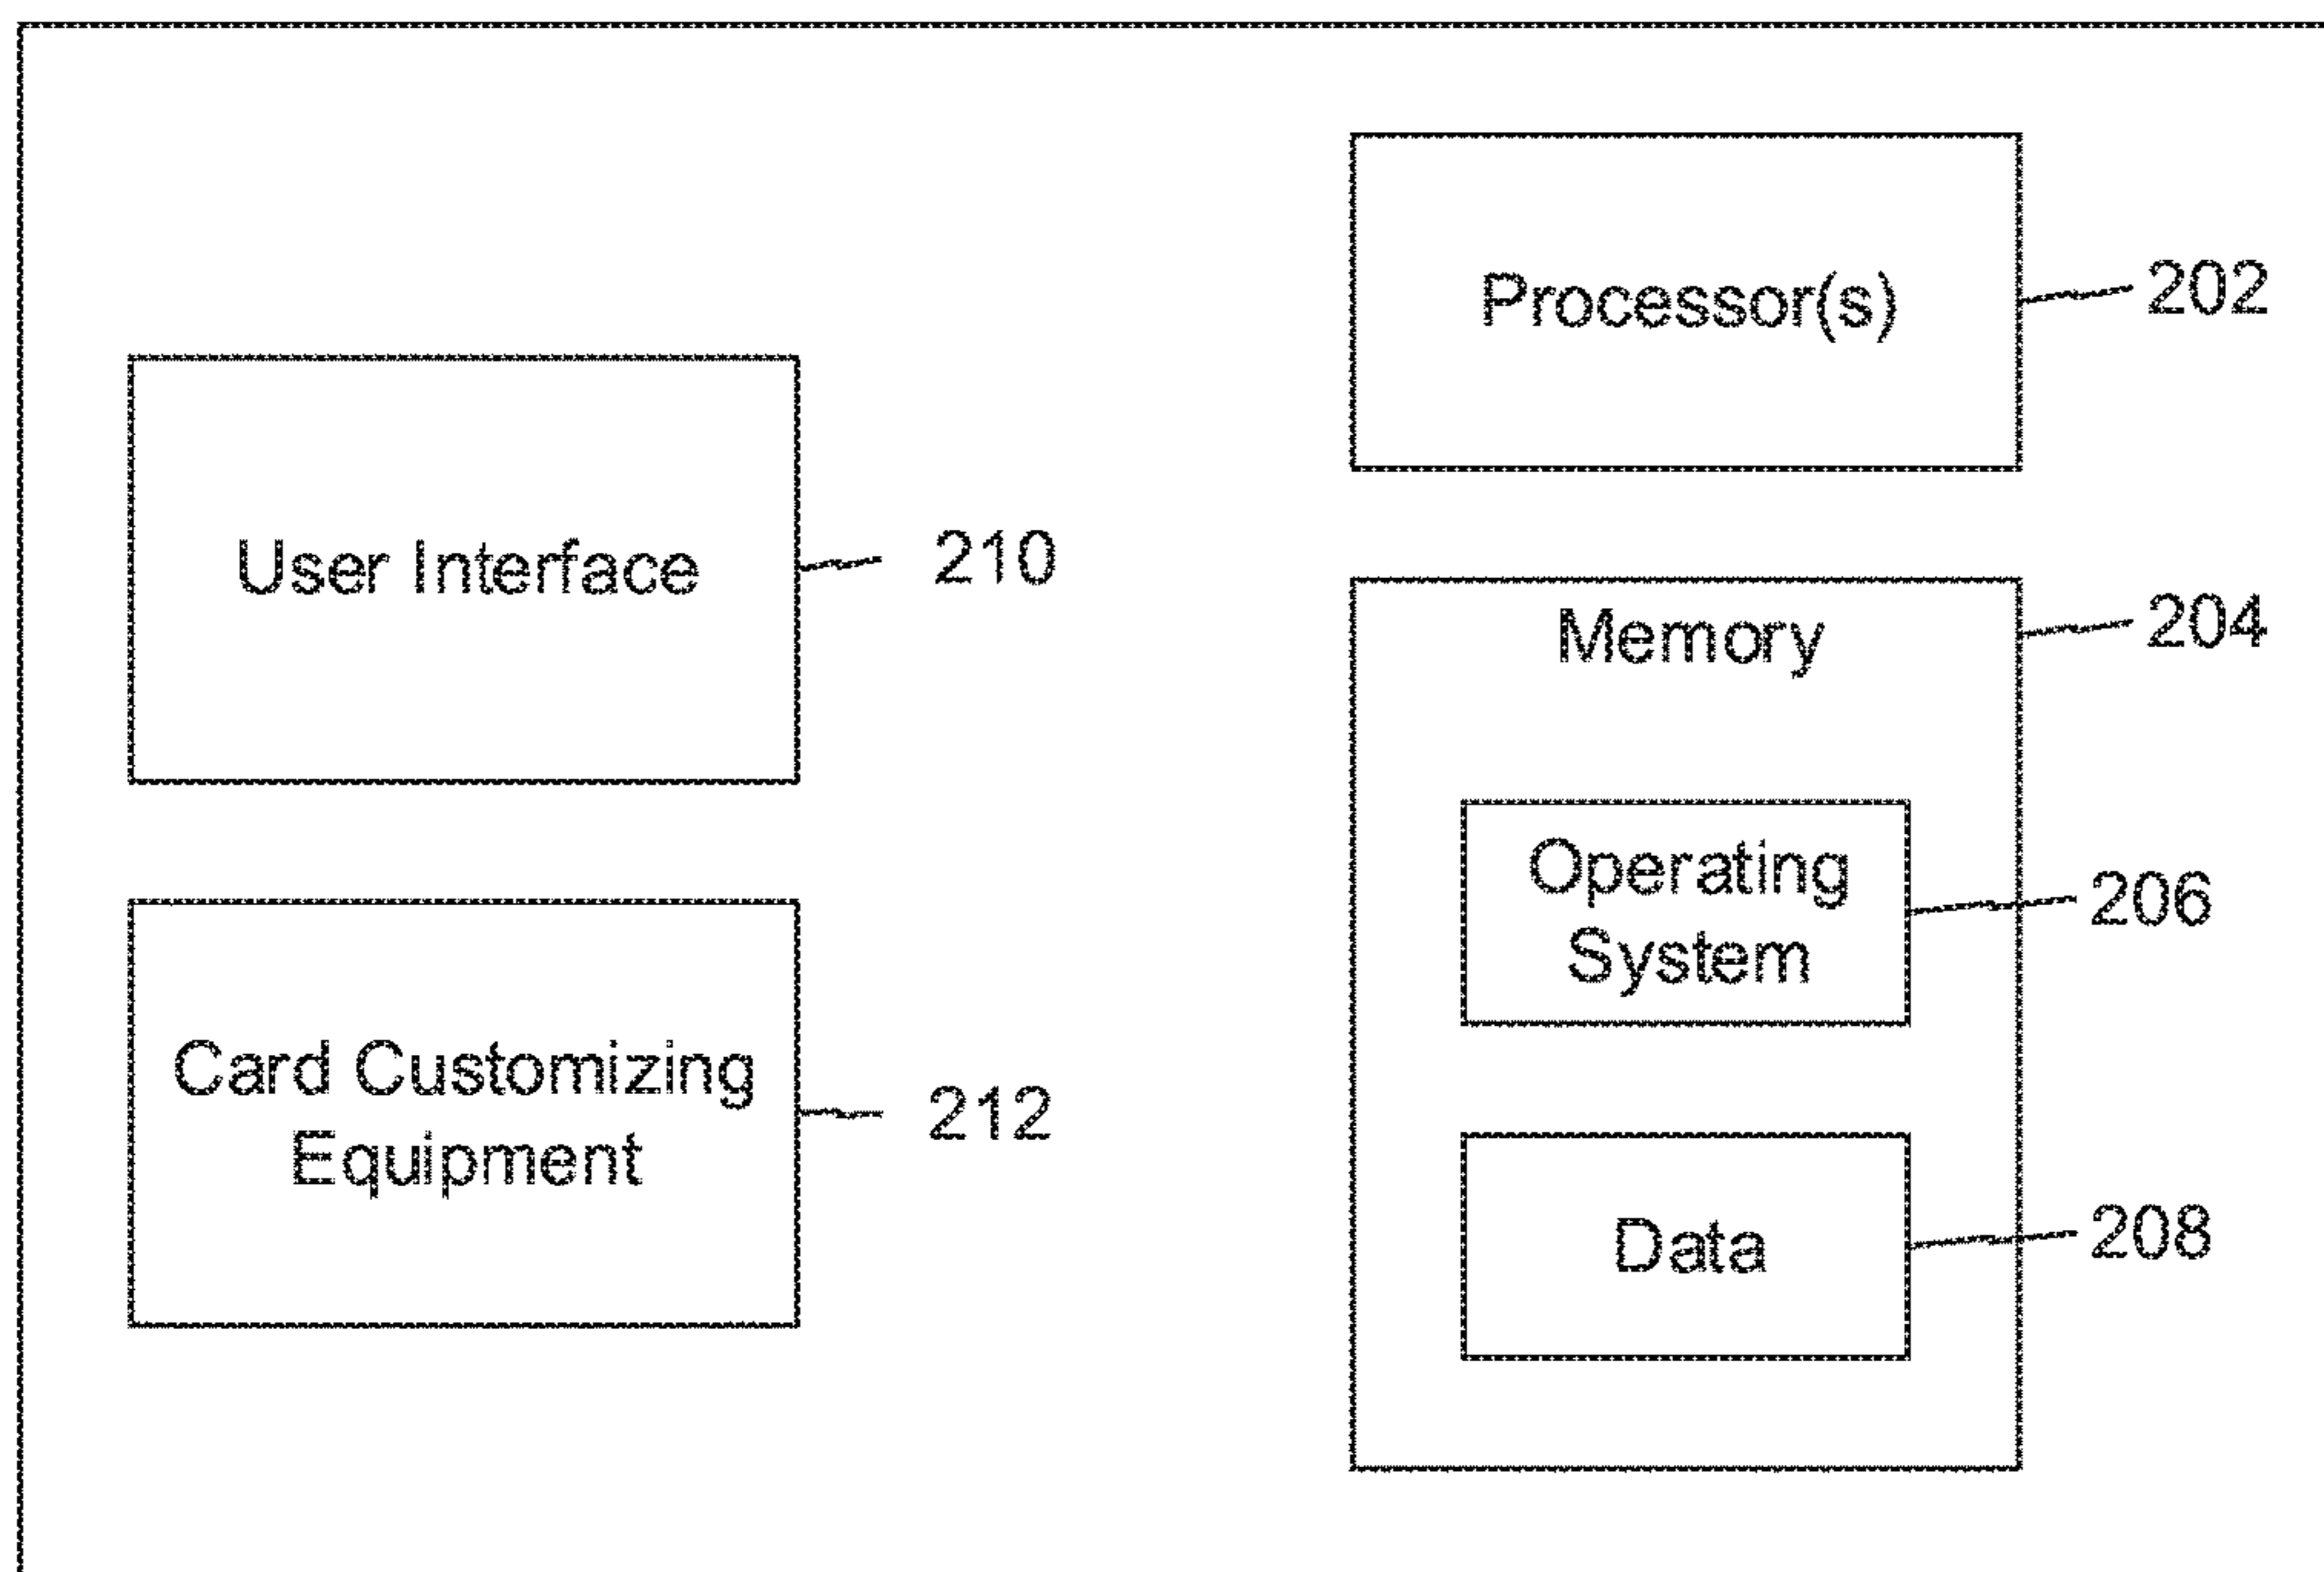 Processor(s)
202
User Interface
210
Memory
204
Operating
System
206
Card Customizing
Equipment
212
Data
208